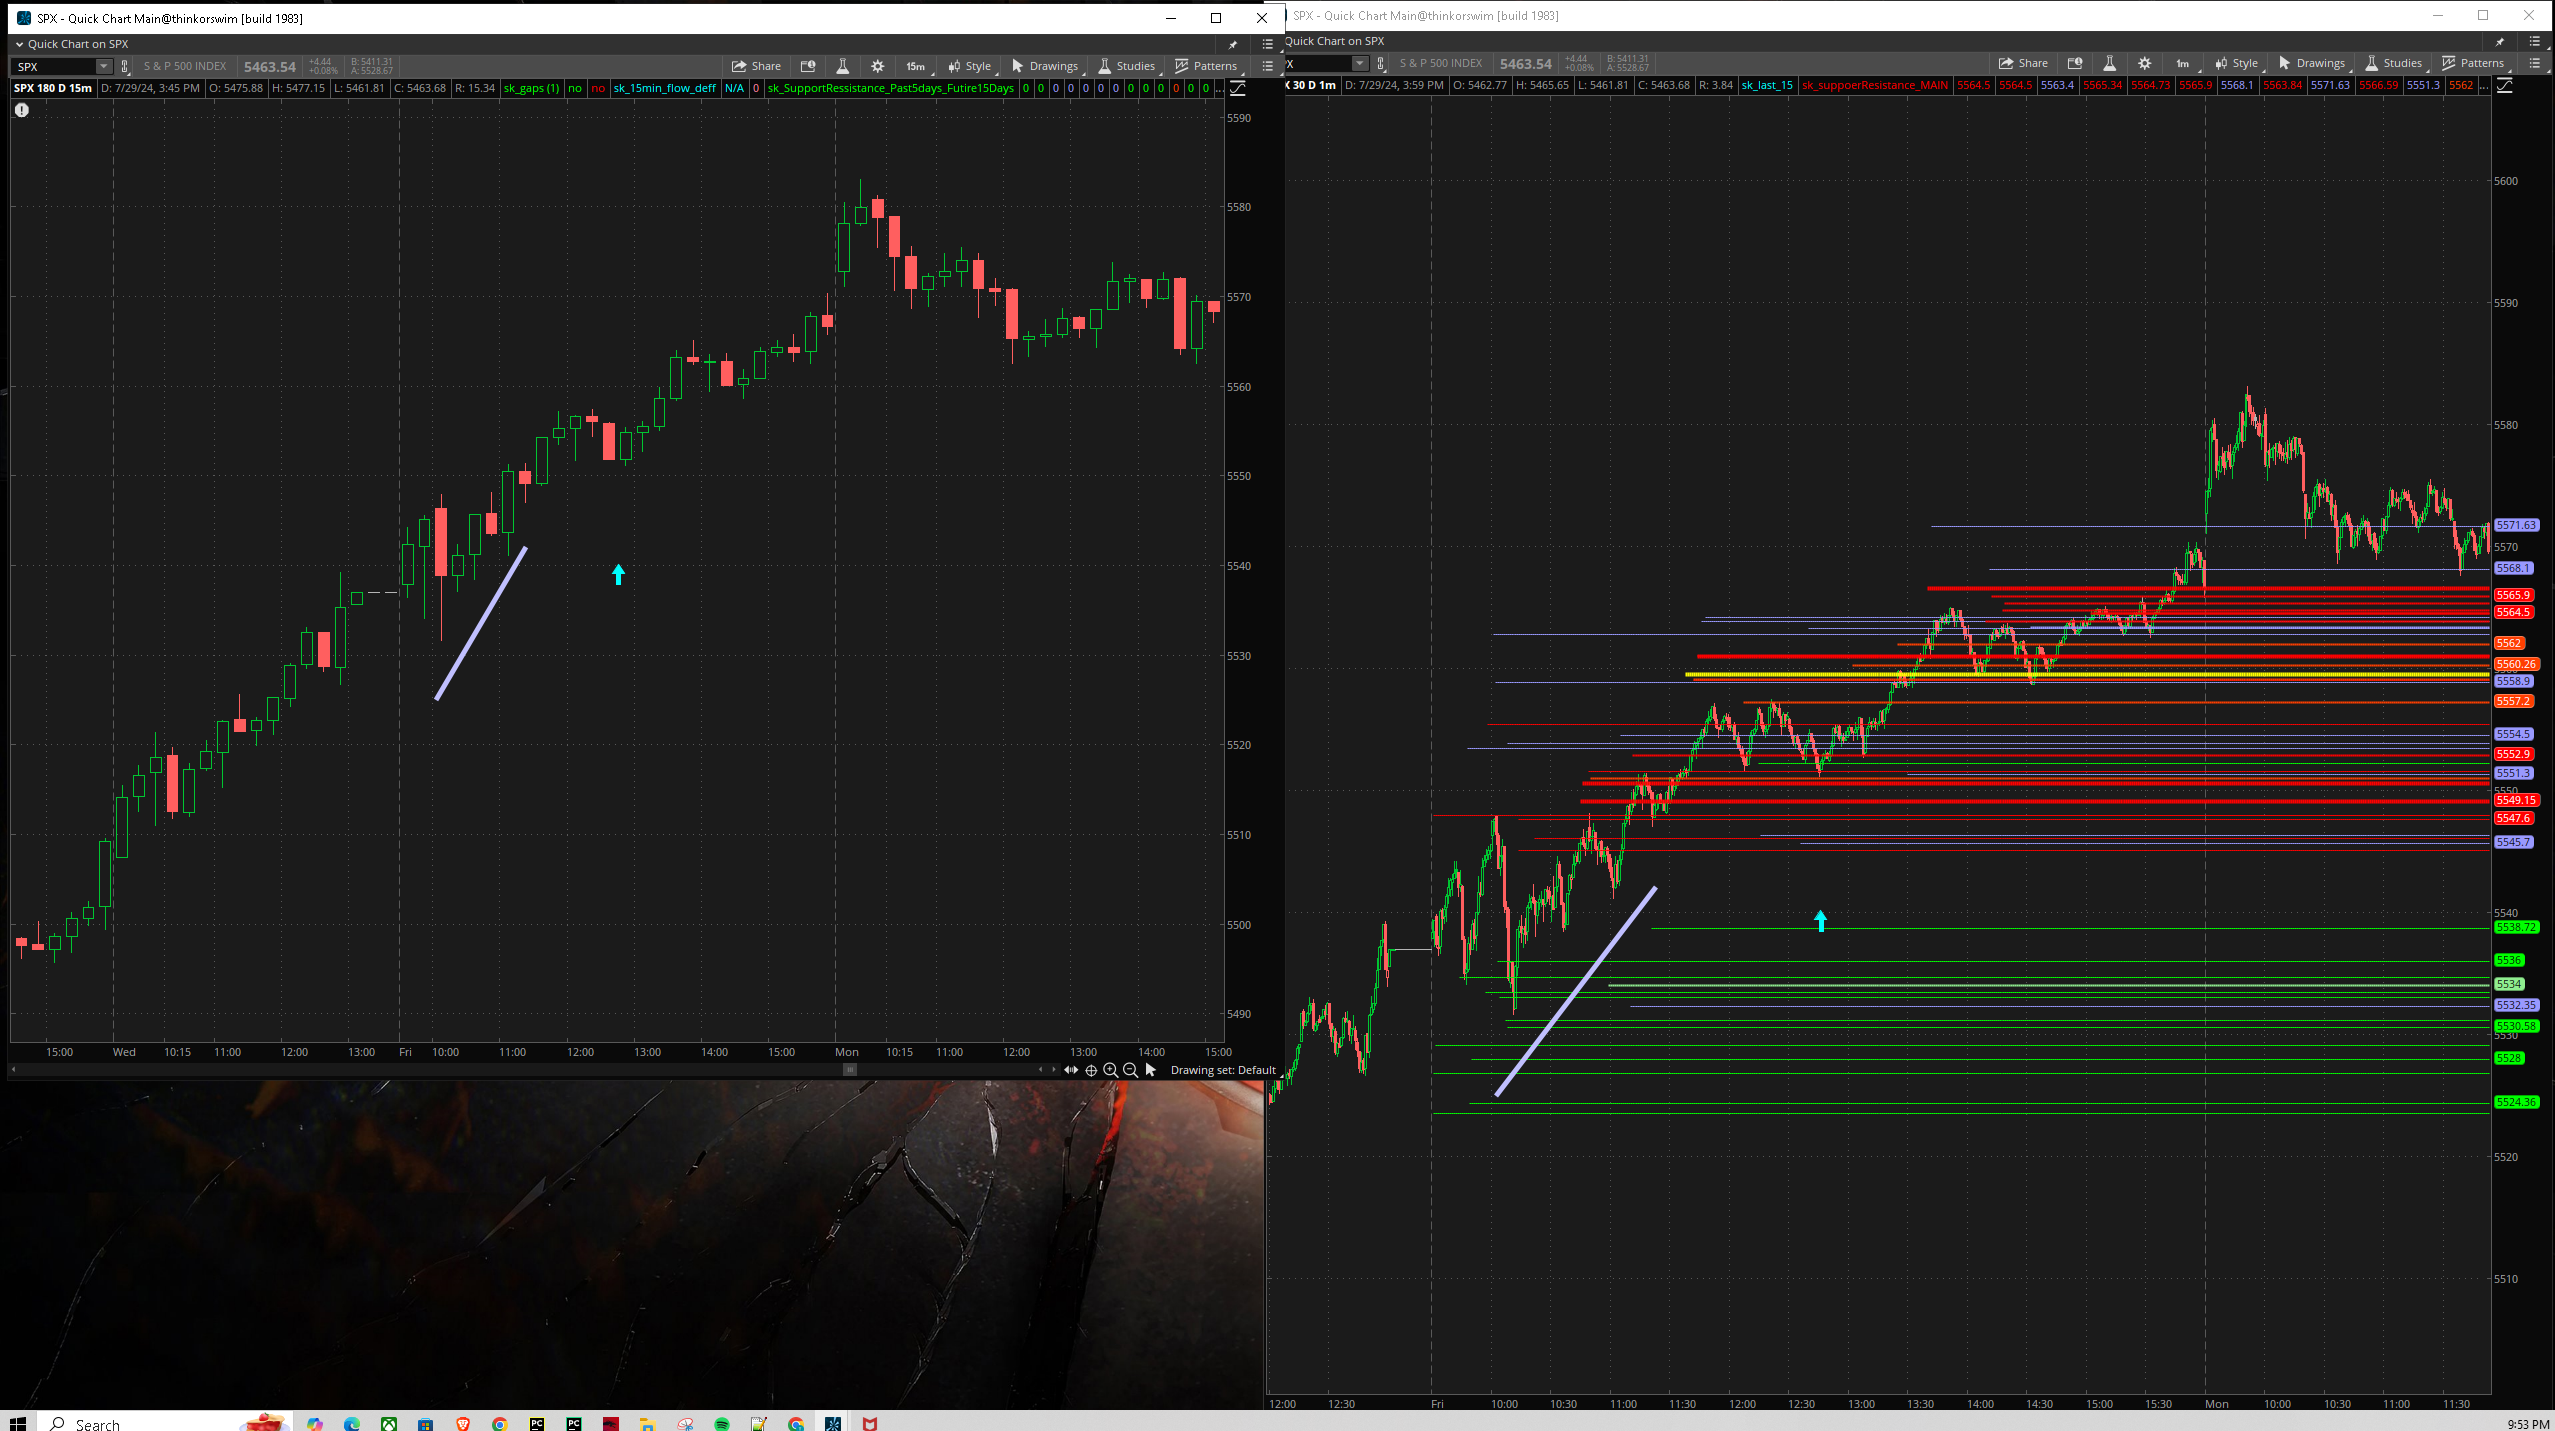 SPX - Quick Chart Main@thinkorswim [build 1983]
Quick Chart on SPX
SPX S & P 500 INDEX 5463.54 +4.44 +0.08% B: 5411.31 A: 5528.67 Share 15m Style Drawings Studies Patterns
SPX 180 D 15m D: 7/29/24, 3:45 PM O: 5475.88 H: 5477.15 L: 5461.81 C: 5463.68 R: 15.34 sk_gaps (1) no no sk_15min_flow_deff N/A 0 sk_SupportRessistance_Past5days_Futire15Days 0 0 0 0 0 0 0 0 0 0 0 0 0 ...
5590
5580
5570
5560
5550
5540
5530
5520
5510
5500
5490
15:00 Wed 10:15 11:00 12:00 13:00 Fri 10:00 11:00 12:00 13:00 14:00 15:00 Mon 10:15 11:00 12:00 13:00 14:00 15:00
Drawing set: Default
SPX - Quick Chart Main@thinkorswim [build 1983]
Quick Chart on SPX
S & P 500 INDEX 5463.54 +4.44 +0.08% B: 5411.31 A: 5528.67 Share 1m Style Drawings Studies Patterns
30 D 1m D: 7/29/24, 3:59 PM O: 5462.77 H: 5465.65 L: 5461.81 C: 5463.68 R: 3.84 sk_last_15 sk_suppoerResistance_MAIN 5564.5 5564.5 5563.4 5565.34 5564.73 5565.9 5568.1 5563.84 5571.63 5566.59 5551.3 5562 ...
5600
5590
5580
5571.63
5570
5568.1
5565.9
5564.5
5562
5560.26
5558.9
5557.2
5554.5
5552.9
5551.3
5550
5549.15
5547.6
5545.7
5540
5538.72
5536
5534
5532.35
5530.58
5530
5528
5524.36
5520
5510
12:00 12:30 Fri 10:00 10:30 11:00 11:30 12:00 12:30 13:00 13:30 14:00 14:30 15:00 15:30 Mon 10:00 10:30 11:00 11:30
Search
PC PC
9:53 PM